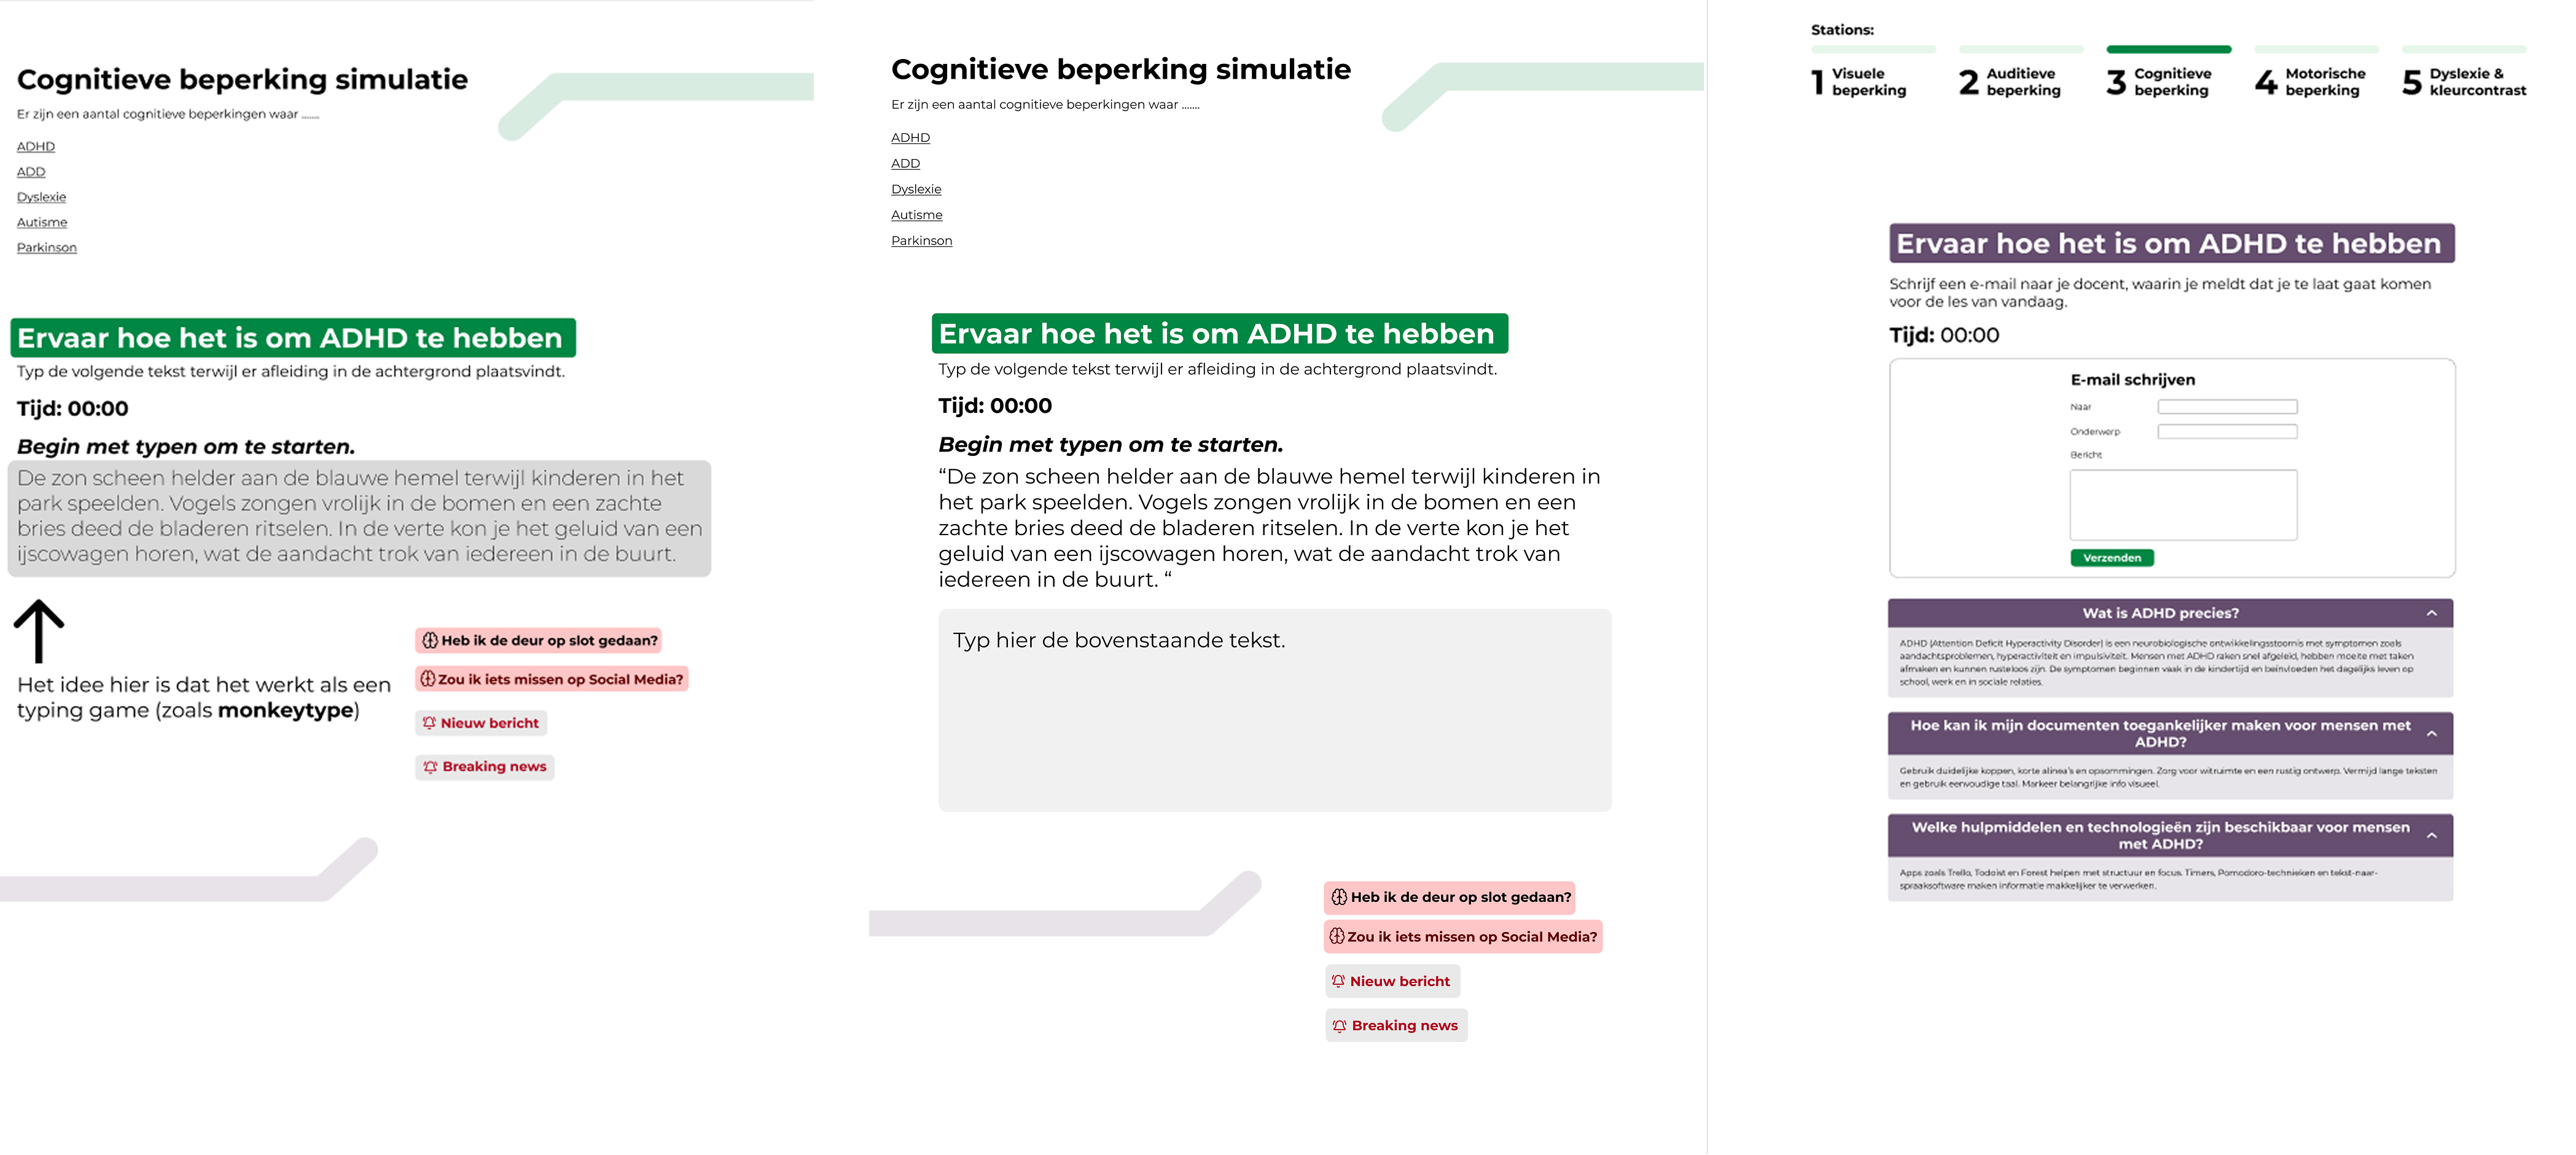 Cognitieve beperking simulatie
Er zijn een aantal cognitieve beperkingen waar .......
ADHD
ADD
Dyslexie
Autisme
Parkinson
Ervaar hoe het is om ADHD te hebben
Typ de volgende tekst terwijl er afleiding in de achtergrond plaatsvindt.
Tijd: 00:00
Begin met typen om te starten.
De zon scheen helder aan de blauwe hemel terwijl kinderen in het
park speelden. Vogels zongen vrolijk in de bomen en een zachte
bries deed de bladeren ritselen. In de verte kon je het geluid van een
ijscowagen horen, wat de aandacht trok van iedereen in de buurt.
Het idee hier is dat het werkt als een
typing game (zoals monkeytype)
Heb ik de deur op slot gedaan?
Zou ik iets missen op Social Media?
Nieuw bericht
Breaking news
Cognitieve beperking simulatie
Er zijn een aantal cognitieve beperkingen waar .......
ADHD
ADD
Dyslexie
Autisme
Parkinson
Ervaar hoe het is om ADHD te hebben
Typ de volgende tekst terwijl er afleiding in de achtergrond plaatsvindt.
Tijd: 00:00
Begin met typen om te starten.
“De zon scheen helder aan de blauwe hemel terwijl kinderen in
het park speelden. Vogels zongen vrolijk in de bomen en een
zachte bries deed de bladeren ritselen. In de verte kon je het
geluid van een ijscowagen horen, wat de aandacht trok van
iedereen in de buurt. “
Typ hier de bovenstaande tekst.
Heb ik de deur op slot gedaan?
Zou ik iets missen op Social Media?
Nieuw bericht
Breaking news
Stations:
1 Visuele beperking
2 Auditieve beperking
3 Cognitieve beperking
4 Motorische beperking
5 Dyslexie & kleurcontrast
Ervaar hoe het is om ADHD te hebben
Schrijf een e-mail naar je docent, waarin je meldt dat je te laat gaat komen
voor de les van vandaag.
Tijd: 00:00
E-mail schrijven
Naar
Onderwerp
Bericht
Verzenden
Wat is ADHD precies?
ADHD (Attention Deficit Hyperactivity Disorder) is een neurobiologische ontwikkelingsstoornis met symptomen zoals
aandachtsproblemen, hyperactiviteit en impulsiviteit. Mensen met ADHD raken snel afgeleid, hebben moeite met taken
afmaken en kunnen rusteloos zijn. De symptomen beginnen vaak in de kindertijd en beïnvloeden het dagelijks leven op
school, werk en in sociale relaties.
Hoe kan ik mijn documenten toegankelijker maken voor mensen met
ADHD?
Gebruik duidelijke koppen, korte alinea's en opsommingen. Zorg voor witruimte en een rustig ontwerp. Vermijd lange teksten
en gebruik eenvoudige taal. Markeer belangrijke info visueel.
Welke hulpmiddelen en technologieën zijn beschikbaar voor mensen
met ADHD?
Apps zoals Trello, Todoist en Forest helpen met structuur en focus. Timers, Pomodoro-technieken en tekst-naar-
spraaksoftware maken informatie makkelijker te verwerken.